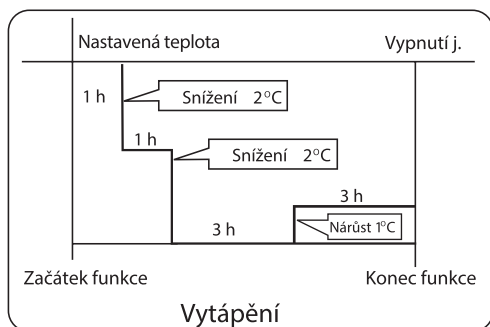 Nastavená teplota
Vypnutí j.
1 h
Snížení 2°C
1 h
Snížení 2°C
3 h
3 h
Nárůst 1°C
Začátek funkce
Konec funkce
Vytápění